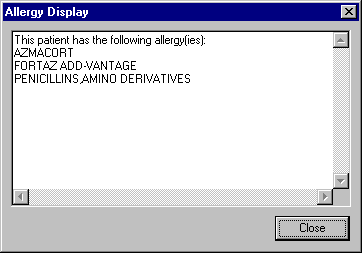 Allergy Display
This patient has the following allergy(ies):
AZMACORT
FORTAZ ADD-VANTAGE
PENICILLINS,AMINO DERIVATIVES
Close